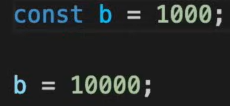 const b = 1000;
b = 10000;